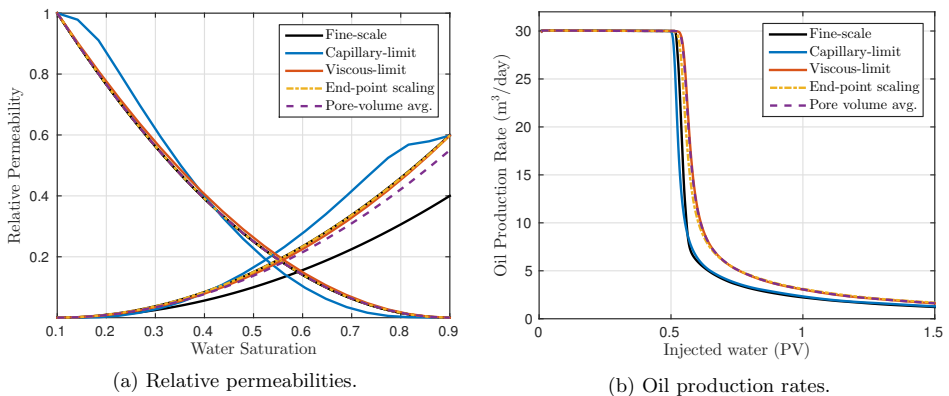 1
0.8
0.6
0.4
0.2
Relative Permeability
0.1
0.2
0.3
0.4
0.5
0.6
0.7
0.8
0.9
Water Saturation
Fine-scale
Capillary-limit
Viscous-limit
End-point scaling
Pore-volume avg.
(a) Relative permeabilities.
30
25
20
15
10
5
0
Oil Production Rate (m³/day)
0
0.5
1
1.5
Injected water (PV)
Fine-scale
Capillary-limit
Viscous-limit
End-point scaling
Pore volume avg.
(b) Oil production rates.